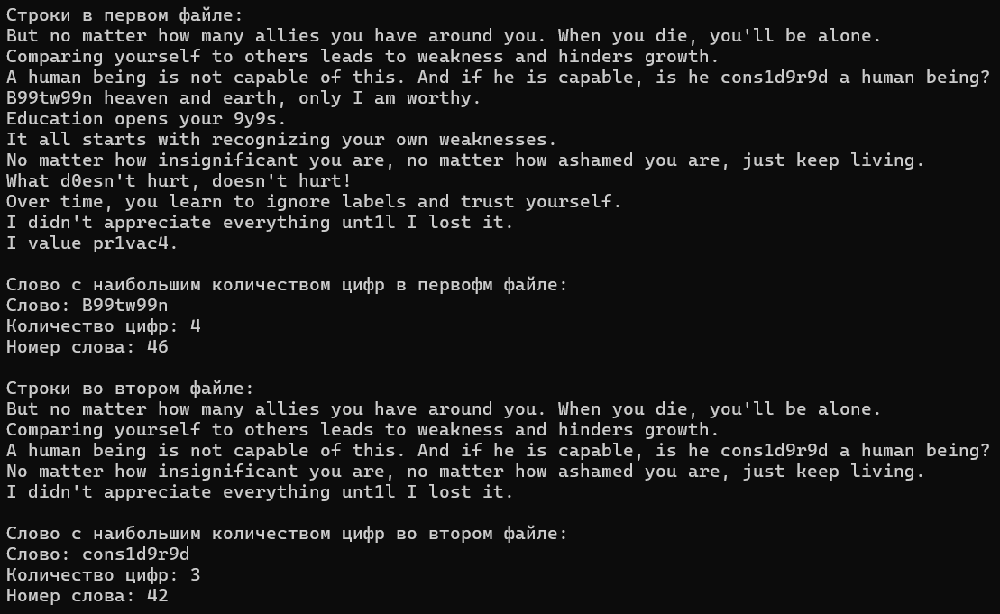 Строки в первом файле:
But no matter how many allies you have around you. When you die, you'll be alone.
Comparing yourself to others leads to weakness and hinders growth.
A human being is not capable of this. And if he is capable, is he cons1d9r9d a human being?
B99tw99n heaven and earth, only I am worthy.
Education opens your 9y9s.
It all starts with recognizing your own weaknesses.
No matter how insignificant you are, no matter how ashamed you are, just keep living.
What d0esn't hurt, doesn't hurt!
Over time, you learn to ignore labels and trust yourself.
I didn't appreciate everything unt1l I lost it.
I value pr1vac4.
Слово с наибольшим количеством цифр в первофм файле:
Слово: B99tw99n
Количество цифр: 4
Номер слова: 46
Строки во втором файле:
But no matter how many allies you have around you. When you die, you'll be alone.
Comparing yourself to others leads to weakness and hinders growth.
A human being is not capable of this. And if he is capable, is he cons1d9r9d a human being?
No matter how insignificant you are, no matter how ashamed you are, just keep living.
I didn't appreciate everything unt1l I lost it.
Слово с наибольшим количеством цифр во втором файле:
Слово: cons1d9r9d
Количество цифр: 3
Номер слова: 42